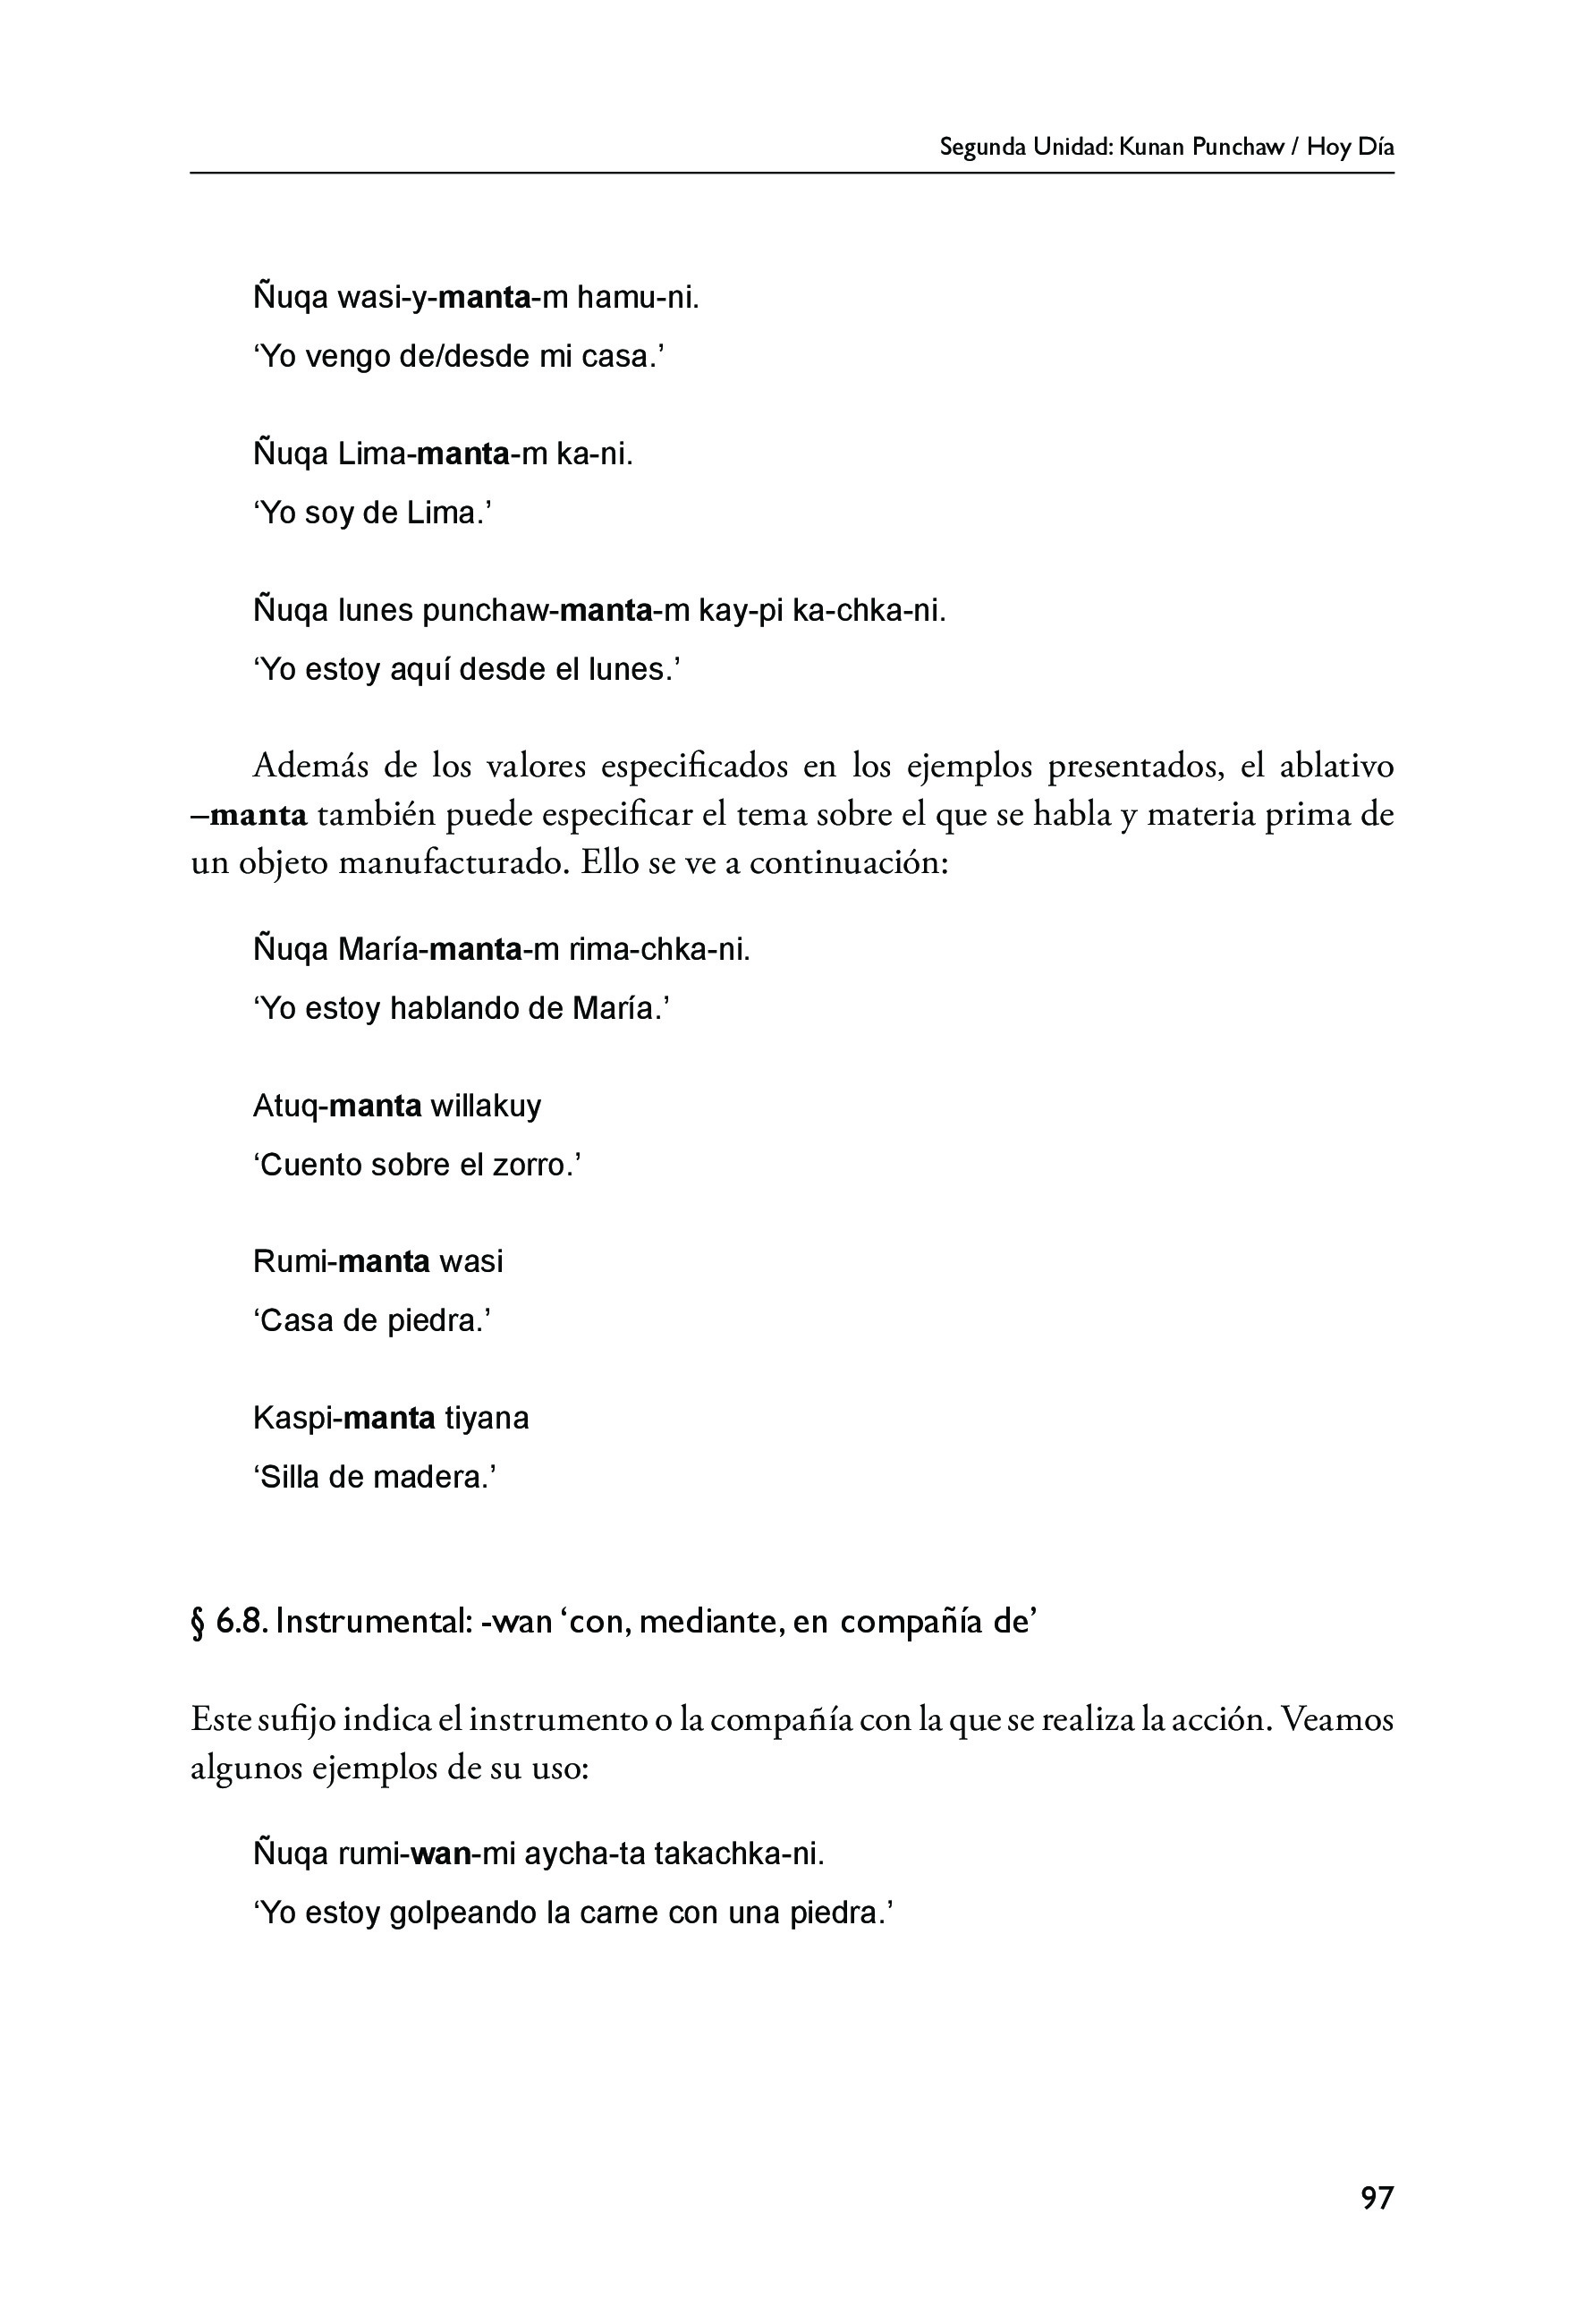 Segunda Unidad: Kunan Punchaw / Hoy Día
Ñuqa wasi-y-manta-m hamu-ni.
‘Yo vengo de/desde mi casa.’
Ñuqa Lima-manta-m ka-ni.
‘Yo soy de Lima.’
Ñuqa lunes punchaw-manta-m kay-pi ka-chka-ni.
‘Yo estoy aquí desde el lunes.’
Además de los valores especificados en los ejemplos presentados, el ablativo
–manta también puede especificar el tema sobre el que se habla y materia prima de
un objeto manufacturado. Ello se ve a continuación:
Ñuqa María-manta-m rima-chka-ni.
‘Yo estoy hablando de María.’
Atuq-manta willakuy
‘Cuento sobre el zorro.’
Rumi-manta wasi
‘Casa de piedra.’
Kaspi-manta tiyana
‘Silla de madera.’
§ 6.8. Instrumental: -wan ‘con, mediante, en compañía de’
Este sufijo indica el instrumento o la compañía con la que se realiza la acción. Veamos
algunos ejemplos de su uso:
Ñuqa rumi-wan-mi aycha-ta takachka-ni.
‘Yo estoy golpeando la carne con una piedra.’
97